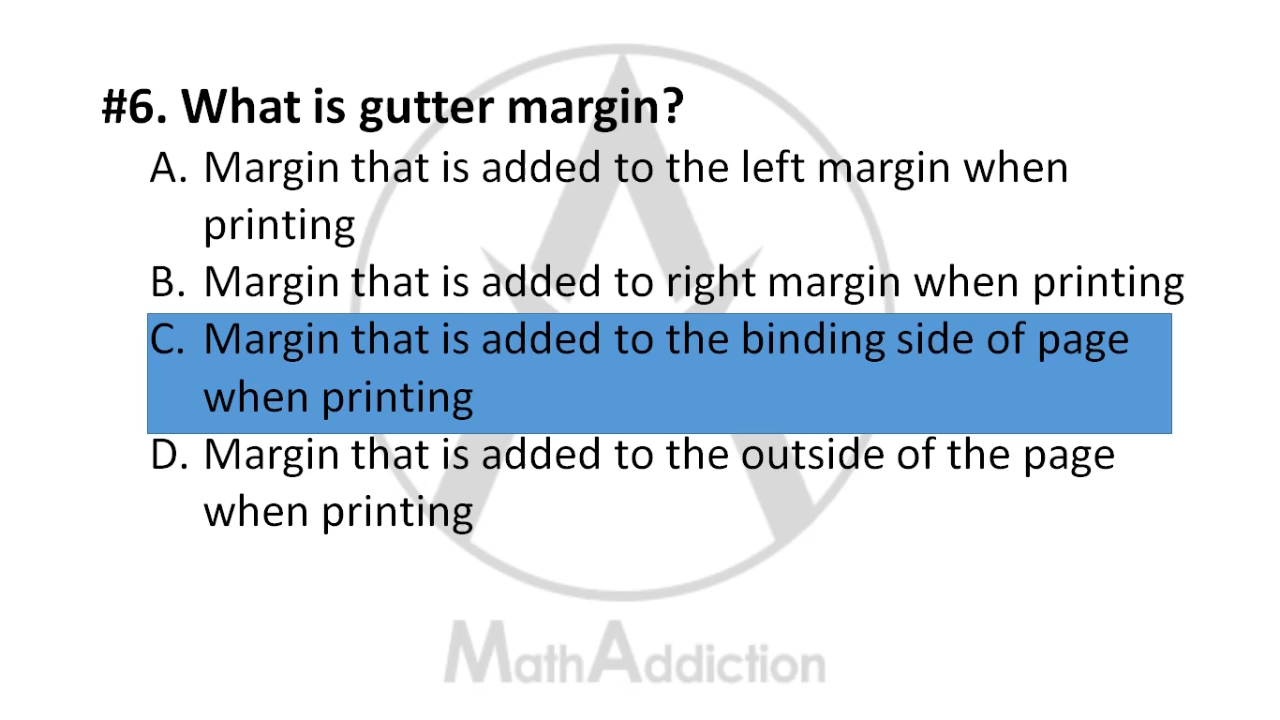 #6. What is gutter margin?
A. Margin that is added to the left margin when
printing
B. Margin that is added to right margin when printing
C. Margin that is added to the binding side of page
when printing
D. Margin that is added to the outside of the page
when printing
MathAddiction